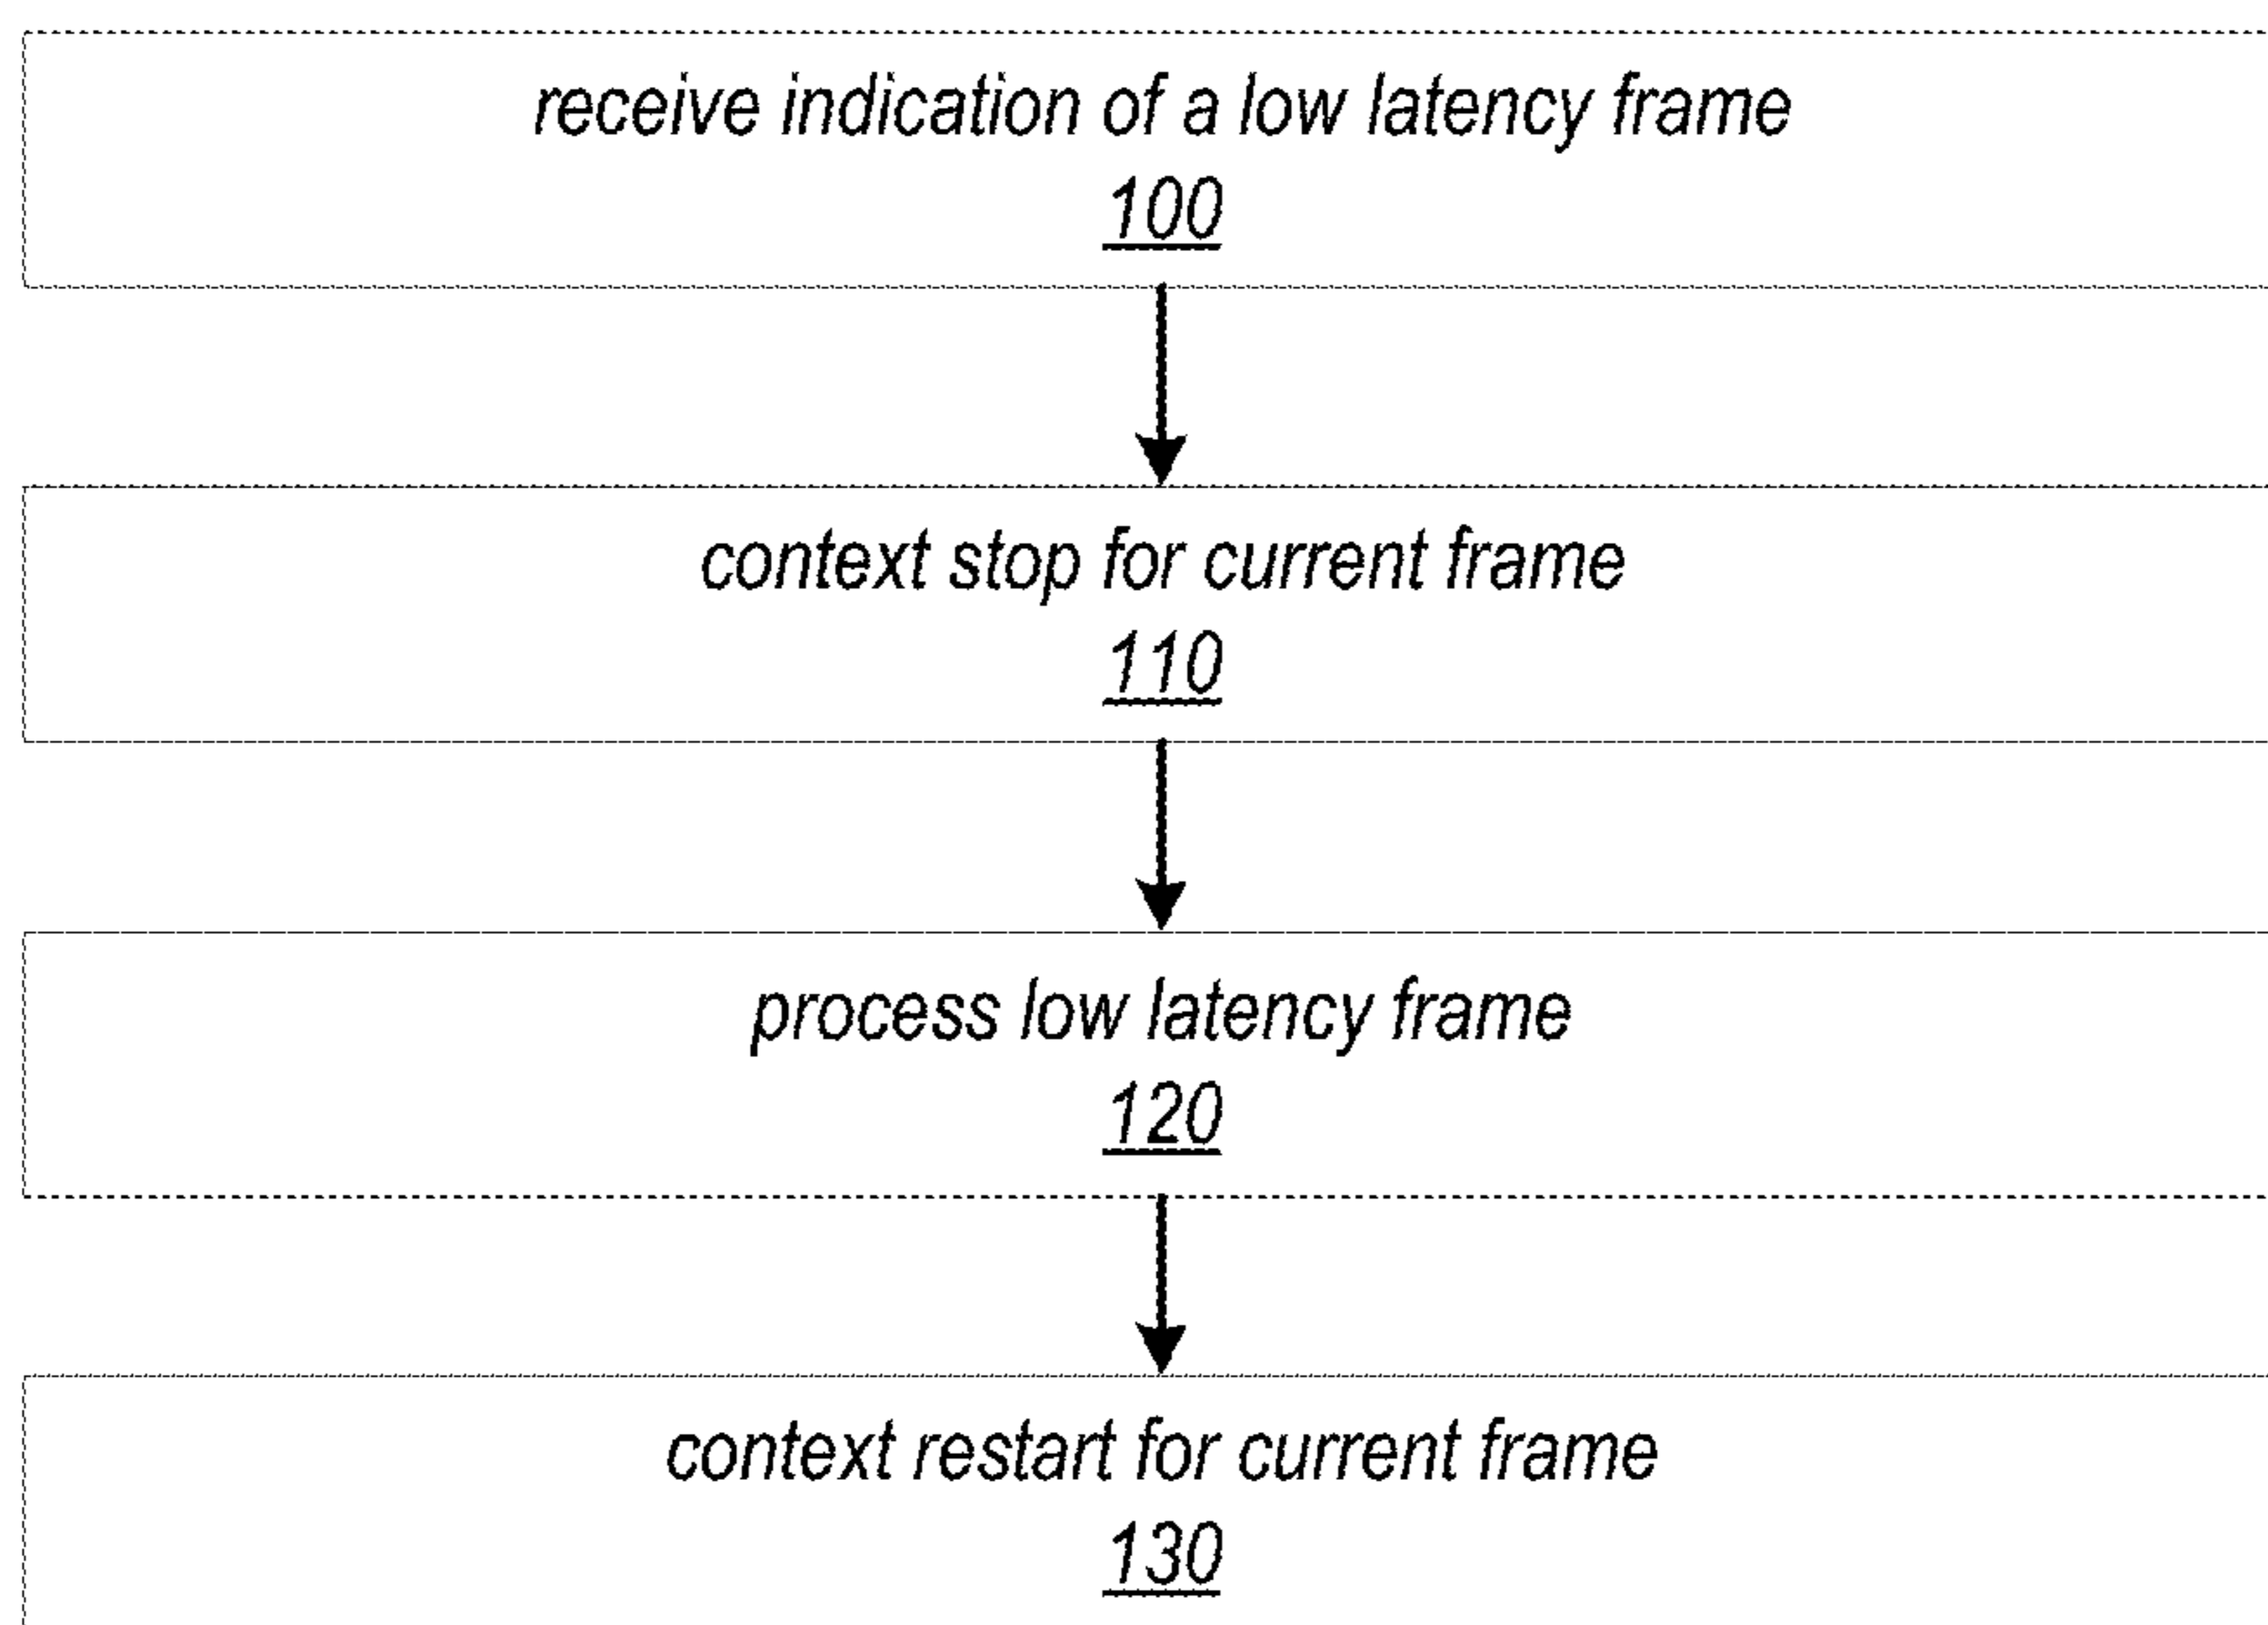 receive indication of a low latency frame
100
context stop for current frame
110
process low latency frame
120
context restart for current frame
130